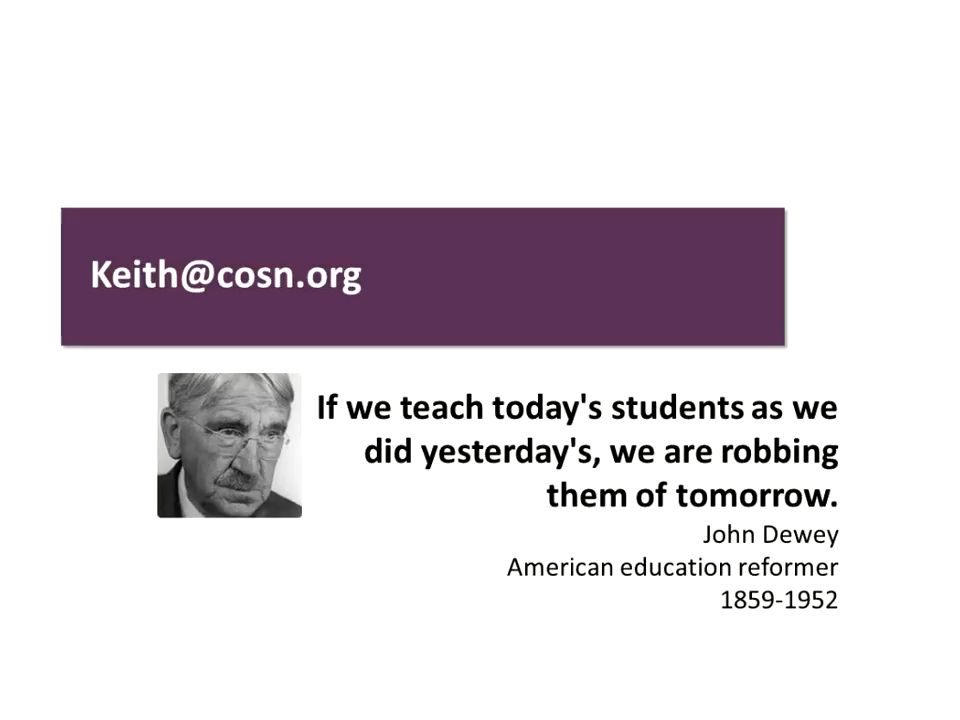 Keith@cosn.org
If we teach today's students as we
did yesterday's, we are robbing
them of tomorrow.
John Dewey
American education reformer
1859-1952